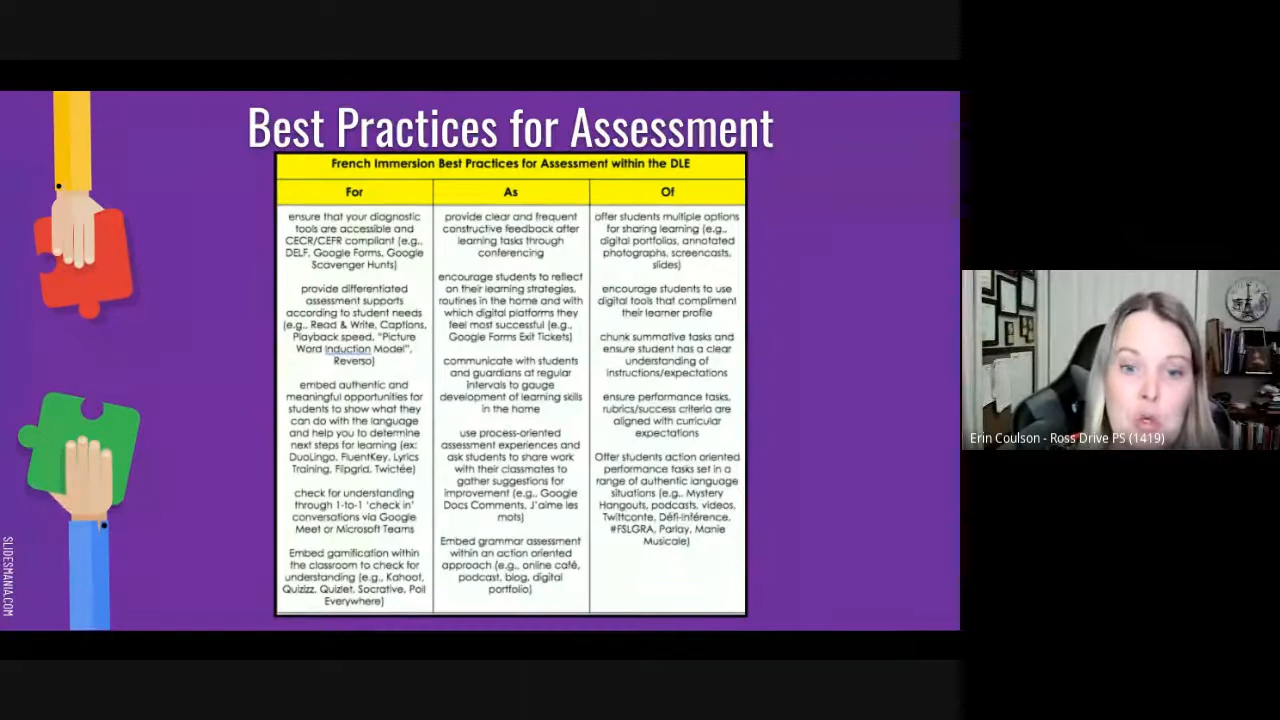 Best Practices for Assessment
French Immersion Best Practices for Assessment within the DLE
For
As
Of
ensure that your diagnostic
tools are accessible and
CECR/CEFR compliant (e.g.,
DELF, Google Forms, Google
Scavenger Hunts)
provide differentiated
assessment supports
according to student needs
(e.g., Read & Write, Captions,
Playback speed, "Picture
Word Induction Model",
Reverso)
embed authentic and
meaningful opportunities for
students to show what they
can do with the language
and help you to determine
next steps for learning (ex:
DuoLingo, FluentKey, Lyrics
Training, Flipgrid, Twictée)
check for understanding
through 1-to-1 'check in'
conversations via Google
Meet or Microsoft Teams
Embed gamification within
the classroom to check for
understanding (e.g., Kahoot,
Quizizz, Quizlet, Socrative, Poll
Everywhere)
provide clear and frequent
constructive feedback after
learning tasks through
conferencing
encourage students to reflect
on their learning strategies,
routines in the home and with
which digital platforms they
feel most successful (e.g.,
Google Forms Exit Tickets)
communicate with students
and guardians at regular
intervals to gauge
development of learning skills
in the home
use process-oriented
assessment experiences and
ask students to share work
with their classmates to
gather suggestions for
improvement (e.g., Google
Docs Comments, J'aime les
mots)
Embed grammar assessment
within an action oriented
approach (e.g., online café,
podcast, blog, digital
portfolio)
offer students multiple options
for sharing learning (e.g.,
digital portfolios, annotated
photographs, screencasts,
slides)
encourage students to use
digital tools that compliment
their learner profile
chunk summative tasks and
ensure student has a clear
understanding of
instructions/expectations
ensure performance tasks,
rubrics/success criteria are
aligned with curricular
expectations
Offer students action oriented
performance tasks set in a
range of authentic language
situations (e.g., Mystery
Hangouts, podcasts, videos,
Twittconte, Défi-Inférence,
#FSLGRA, Parlay, Manie
Musicale)
SLIDESMANIA.COM
Erin Coulson - Ross Drive PS (1419)